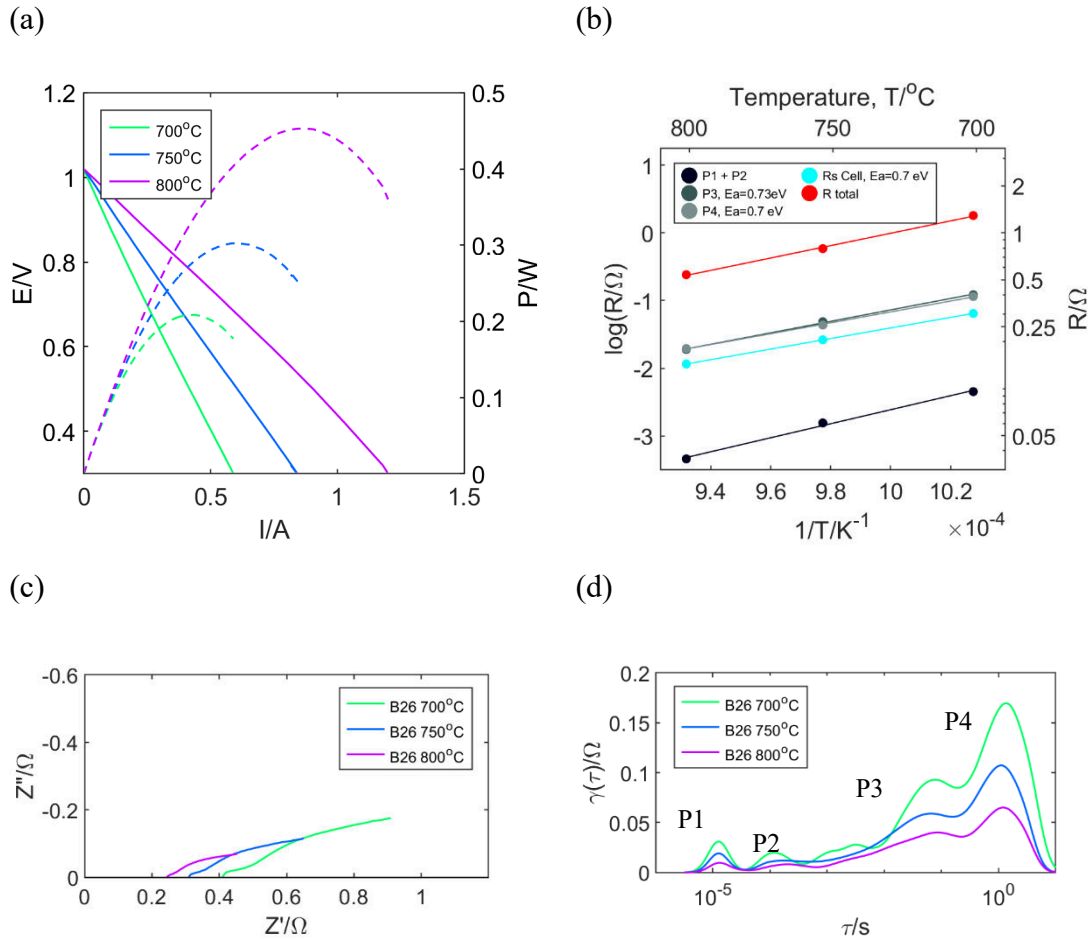 (a)
1.2
1
0.8
0.6
0.4
E/V
0.5
0.4
0.3
0.2
0.1
0
P/W
700°C
750°C
800°C
0
0.5
1
1.5
I/A
(b)
Temperature, T/°C
800
750
700
1
0
-1
-2
-3
log(R/Ω)
2
1
0.5
0.25
0.05
R/Ω
P1 + P2
P3, Ea=0.73eV
P4, Ea=0.7 eV
Rs Cell, Ea=0.7 eV
R total
9.4
9.6
9.8
10
10.2
1/T/K⁻¹
×10⁻⁴
(c)
-0.6
-0.4
-0.2
0
Z''/Ω
B26 700°C
B26 750°C
B26 800°C
0
0.2
0.4
0.6
0.8
1
Z'/Ω
(d)
0.2
0.15
0.1
0.05
0
γ(τ)/Ω
B26 700°C
B26 750°C
B26 800°C
P1
P2
P3
P4
10⁻⁵
10⁰
τ/s